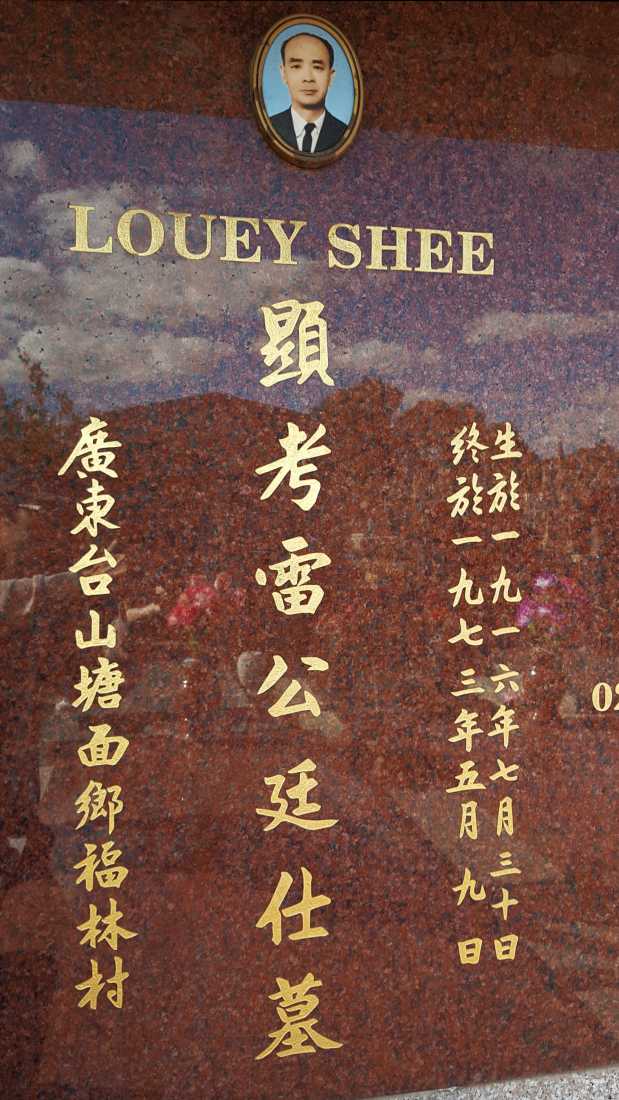 LOUEY SHEE
生於一九一六年七月三十日
終於一九七三年五月九日
顯考雷公廷仕墓
廣東台山塘面鄉福林村